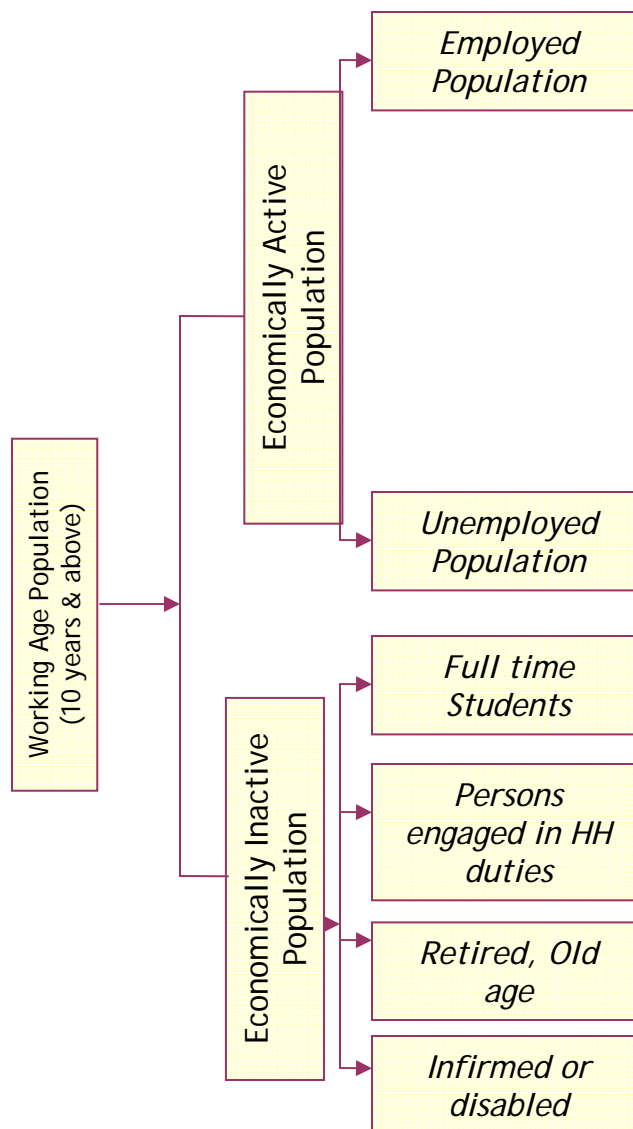 Working Age Population
(10 years & above)
Economically Active
Population
Employed
Population
Unemployed
Population
Economically Inactive
Population
Full time
Students
Persons
engaged in HH
duties
Retired, Old
age
Infirmed or
disabled